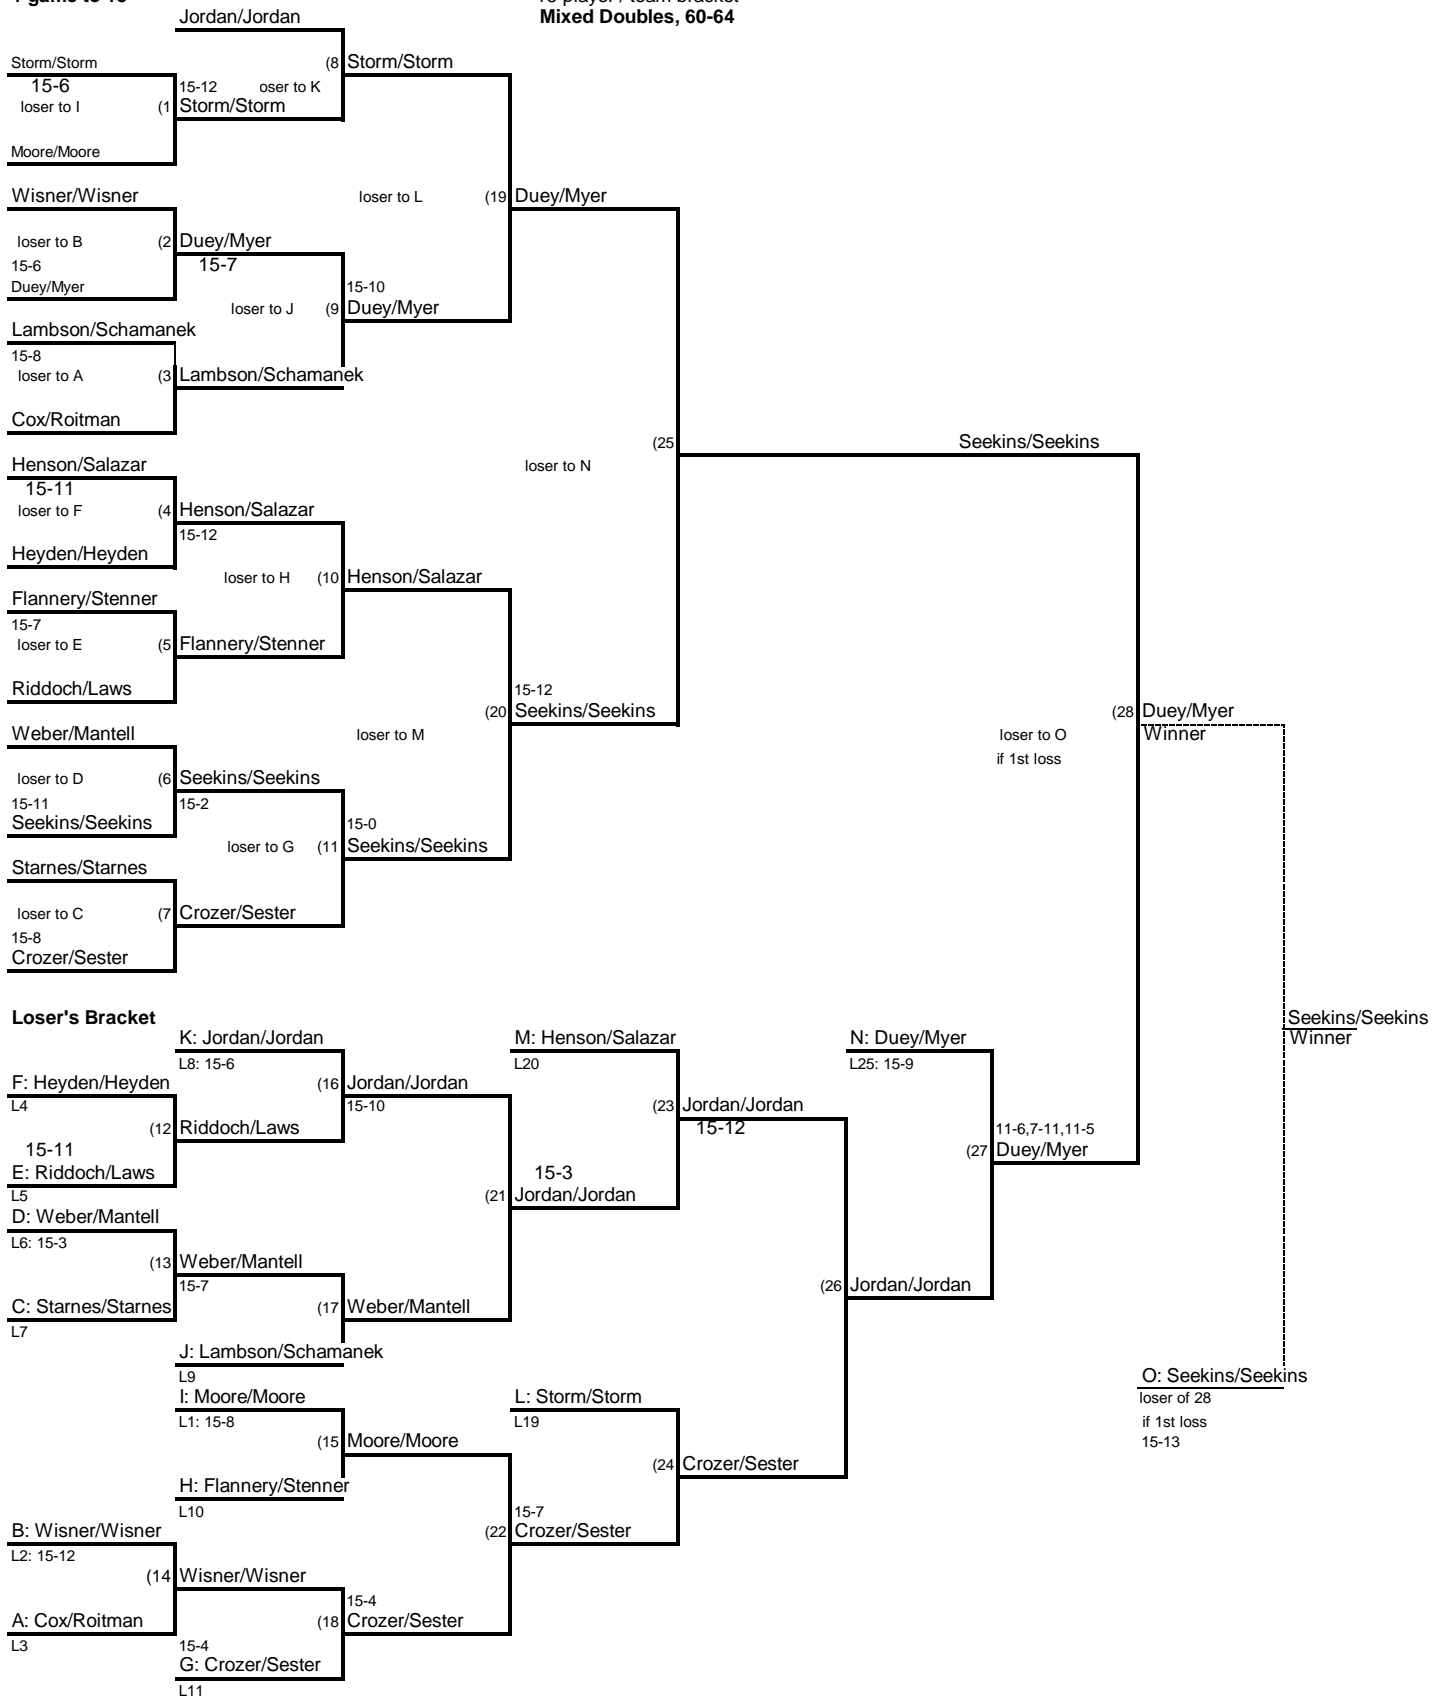 Mixed Doubles, 60-64
Jordan/Jordan
Storm/Storm
15-6
loser to I
(1
Moore/Moore
15-12
oser to K
Storm/Storm
(8
Storm/Storm
Wisner/Wisner
loser to B
(2
15-6
Duey/Myer
Duey/Myer
15-7
loser to L
(19
Duey/Myer
loser to J
(9
15-10
Duey/Myer
Lambson/Schamanek
15-8
loser to A
(3
Lambson/Schamanek
Cox/Roitman
(25
Seekins/Seekins
loser to N
Henson/Salazar
15-11
loser to F
(4
Henson/Salazar
15-12
Heyden/Heyden
loser to H
(10
Henson/Salazar
Flannery/Stenner
15-7
loser to E
(5
Flannery/Stenner
Riddoch/Laws
15-12
(20
Seekins/Seekins
loser to M
(28
Duey/Myer
Winner
loser to O
if 1st loss
Weber/Mantell
loser to D
(6
Seekins/Seekins
15-11
15-2
Seekins/Seekins
15-0
loser to G
(11
Seekins/Seekins
Starnes/Starnes
loser to C
(7
Crozer/Sester
15-8
Crozer/Sester
Loser's Bracket
Seekins/Seekins
Winner
K: Jordan/Jordan
L8: 15-6
M: Henson/Salazar
L20
N: Duey/Myer
L25: 15-9
F: Heyden/Heyden
L4
(16
Jordan/Jordan
15-10
(12
Riddoch/Laws
15-11
E: Riddoch/Laws
L5
(23
Jordan/Jordan
15-12
11-6,7-11,11-5
(27
Duey/Myer
15-3
(21
Jordan/Jordan
D: Weber/Mantell
L6: 15-3
(13
Weber/Mantell
15-7
C: Starnes/Starnes
L7
(17
Weber/Mantell
(26
Jordan/Jordan
J: Lambson/Schamanek
L9
O: Seekins/Seekins
loser of 28
if 1st loss
15-13
I: Moore/Moore
L1: 15-8
L: Storm/Storm
L19
(15
Moore/Moore
(24
Crozer/Sester
H: Flannery/Stenner
L10
15-7
(22
Crozer/Sester
B: Wisner/Wisner
L2: 15-12
(14
Wisner/Wisner
15-4
(18
Crozer/Sester
A: Cox/Roitman
L3
15-4
G: Crozer/Sester
L11